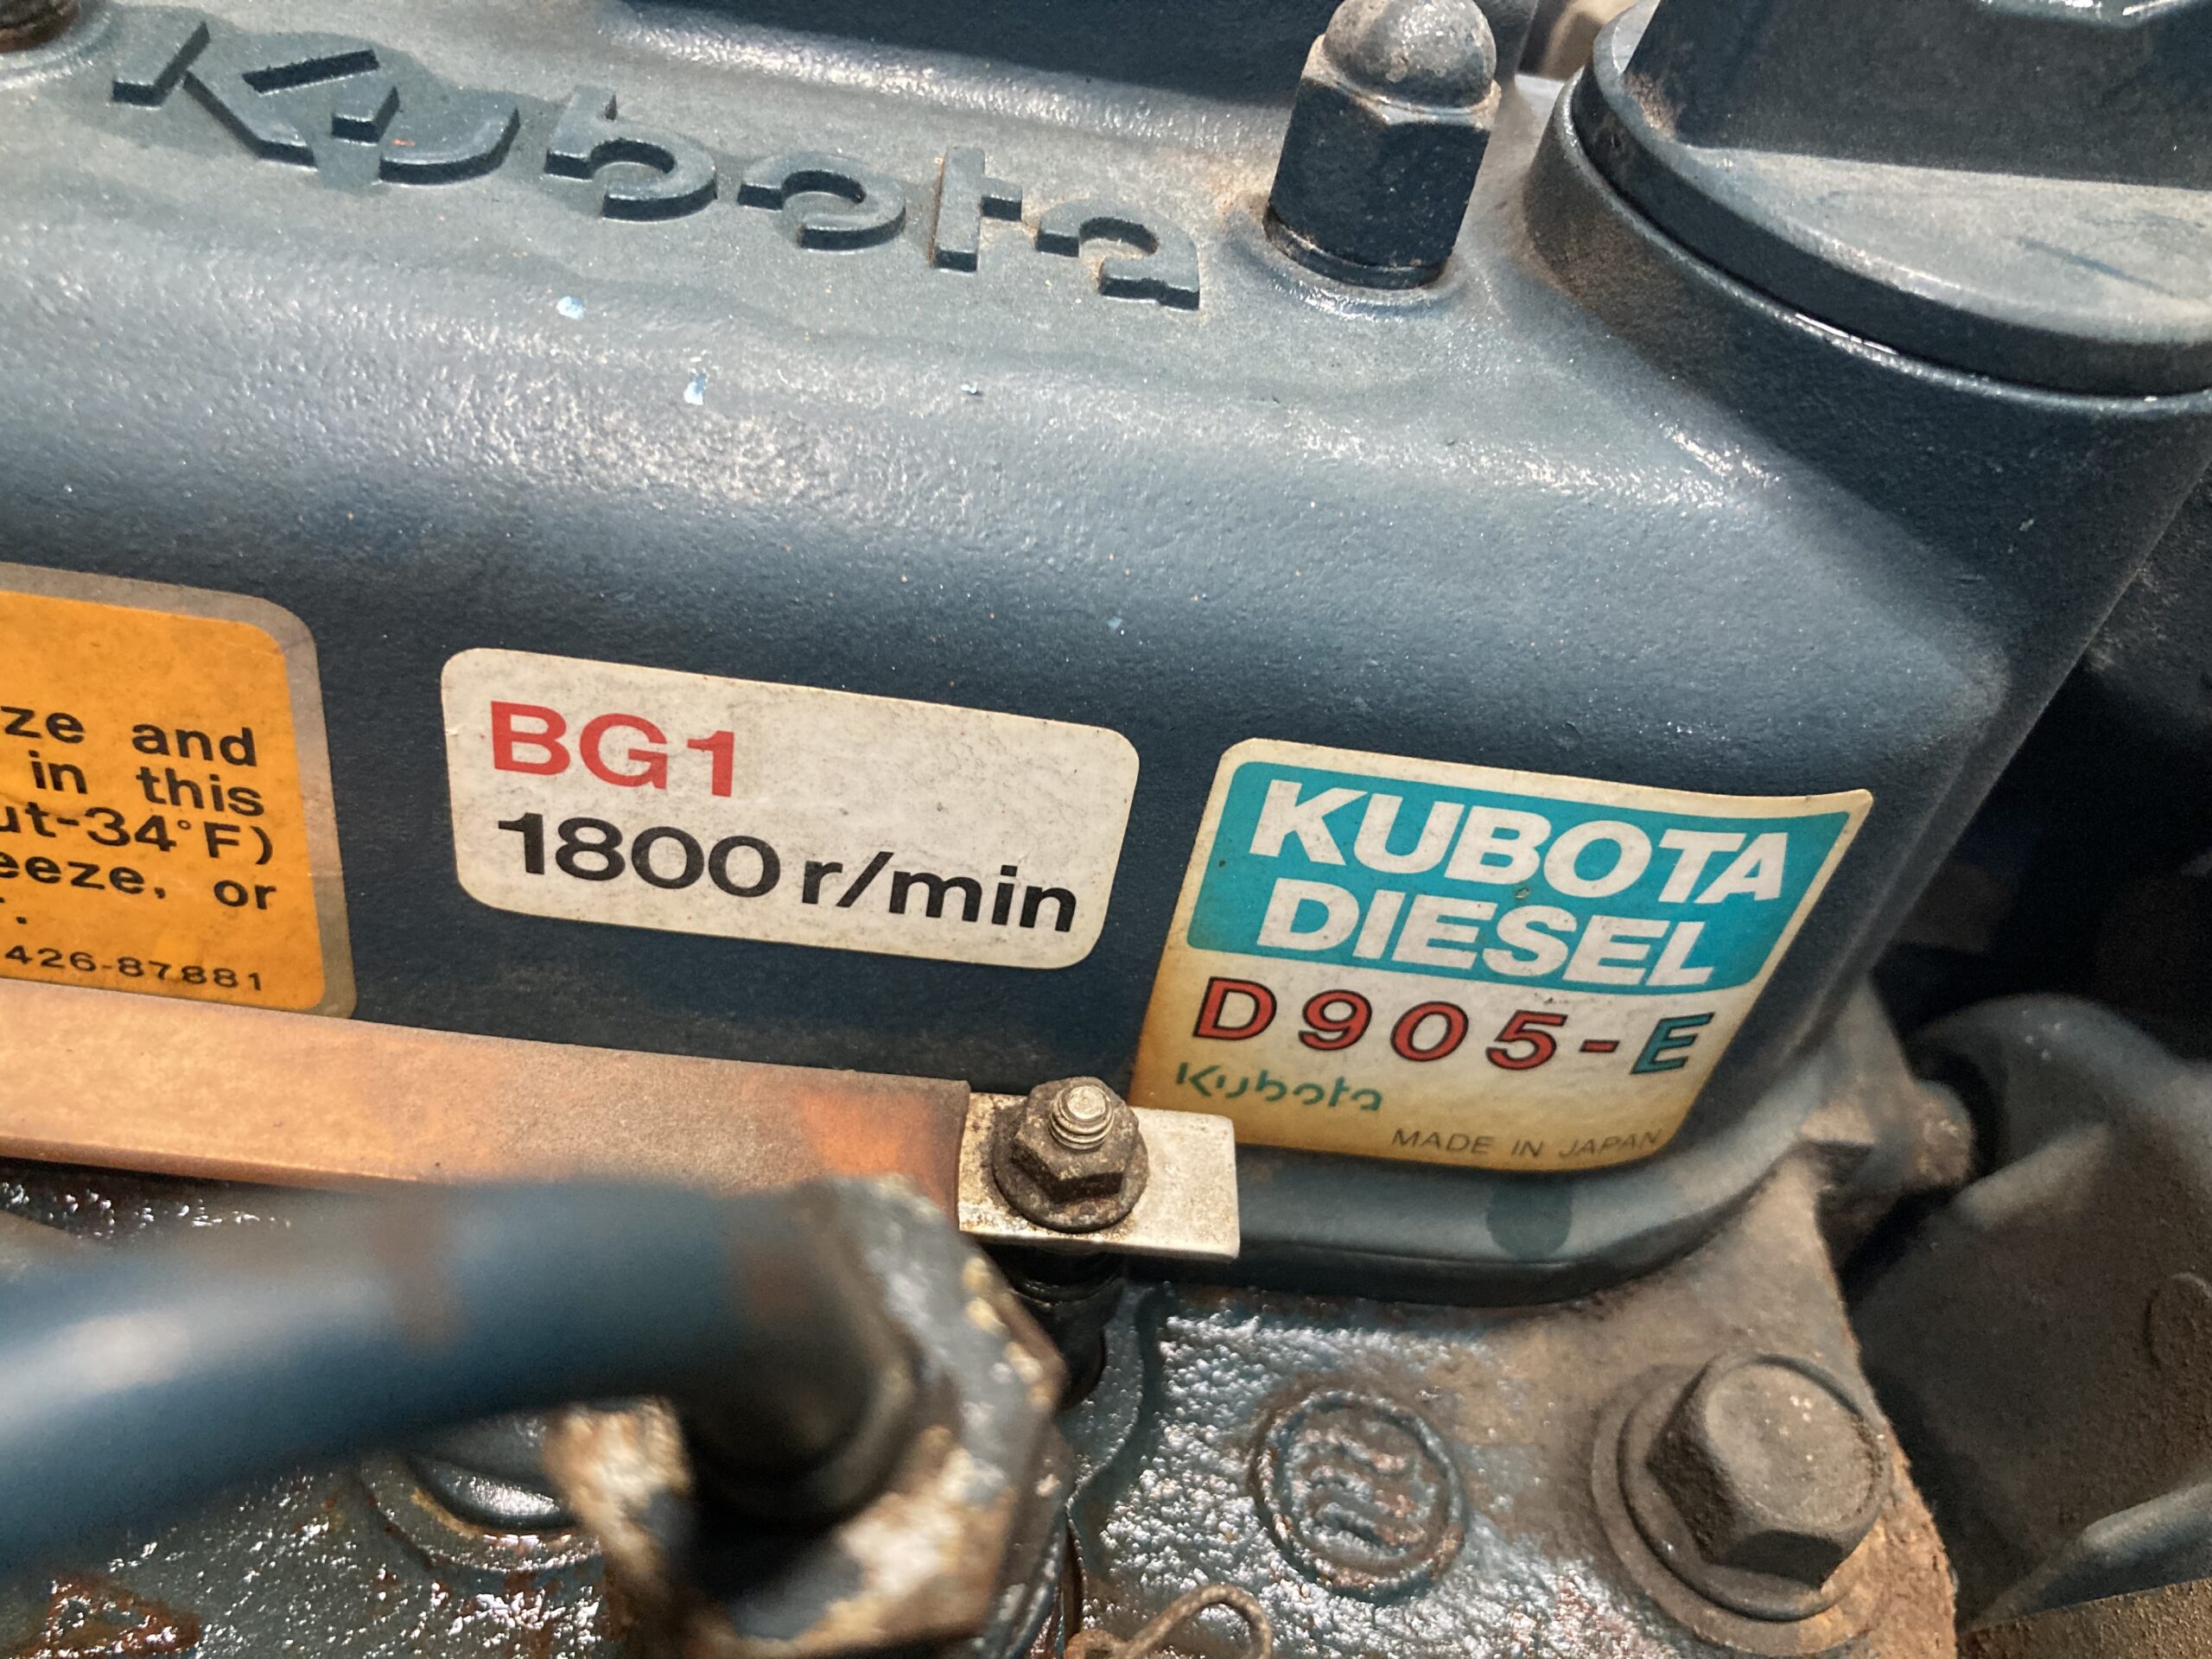 Kubota
ze and
in this
ut-34°F)
eeze, or
r.
426-87881
BG1
1800 r/min
KUBOTA
DIESEL
D905-E
Kubota
MADE IN JAPAN